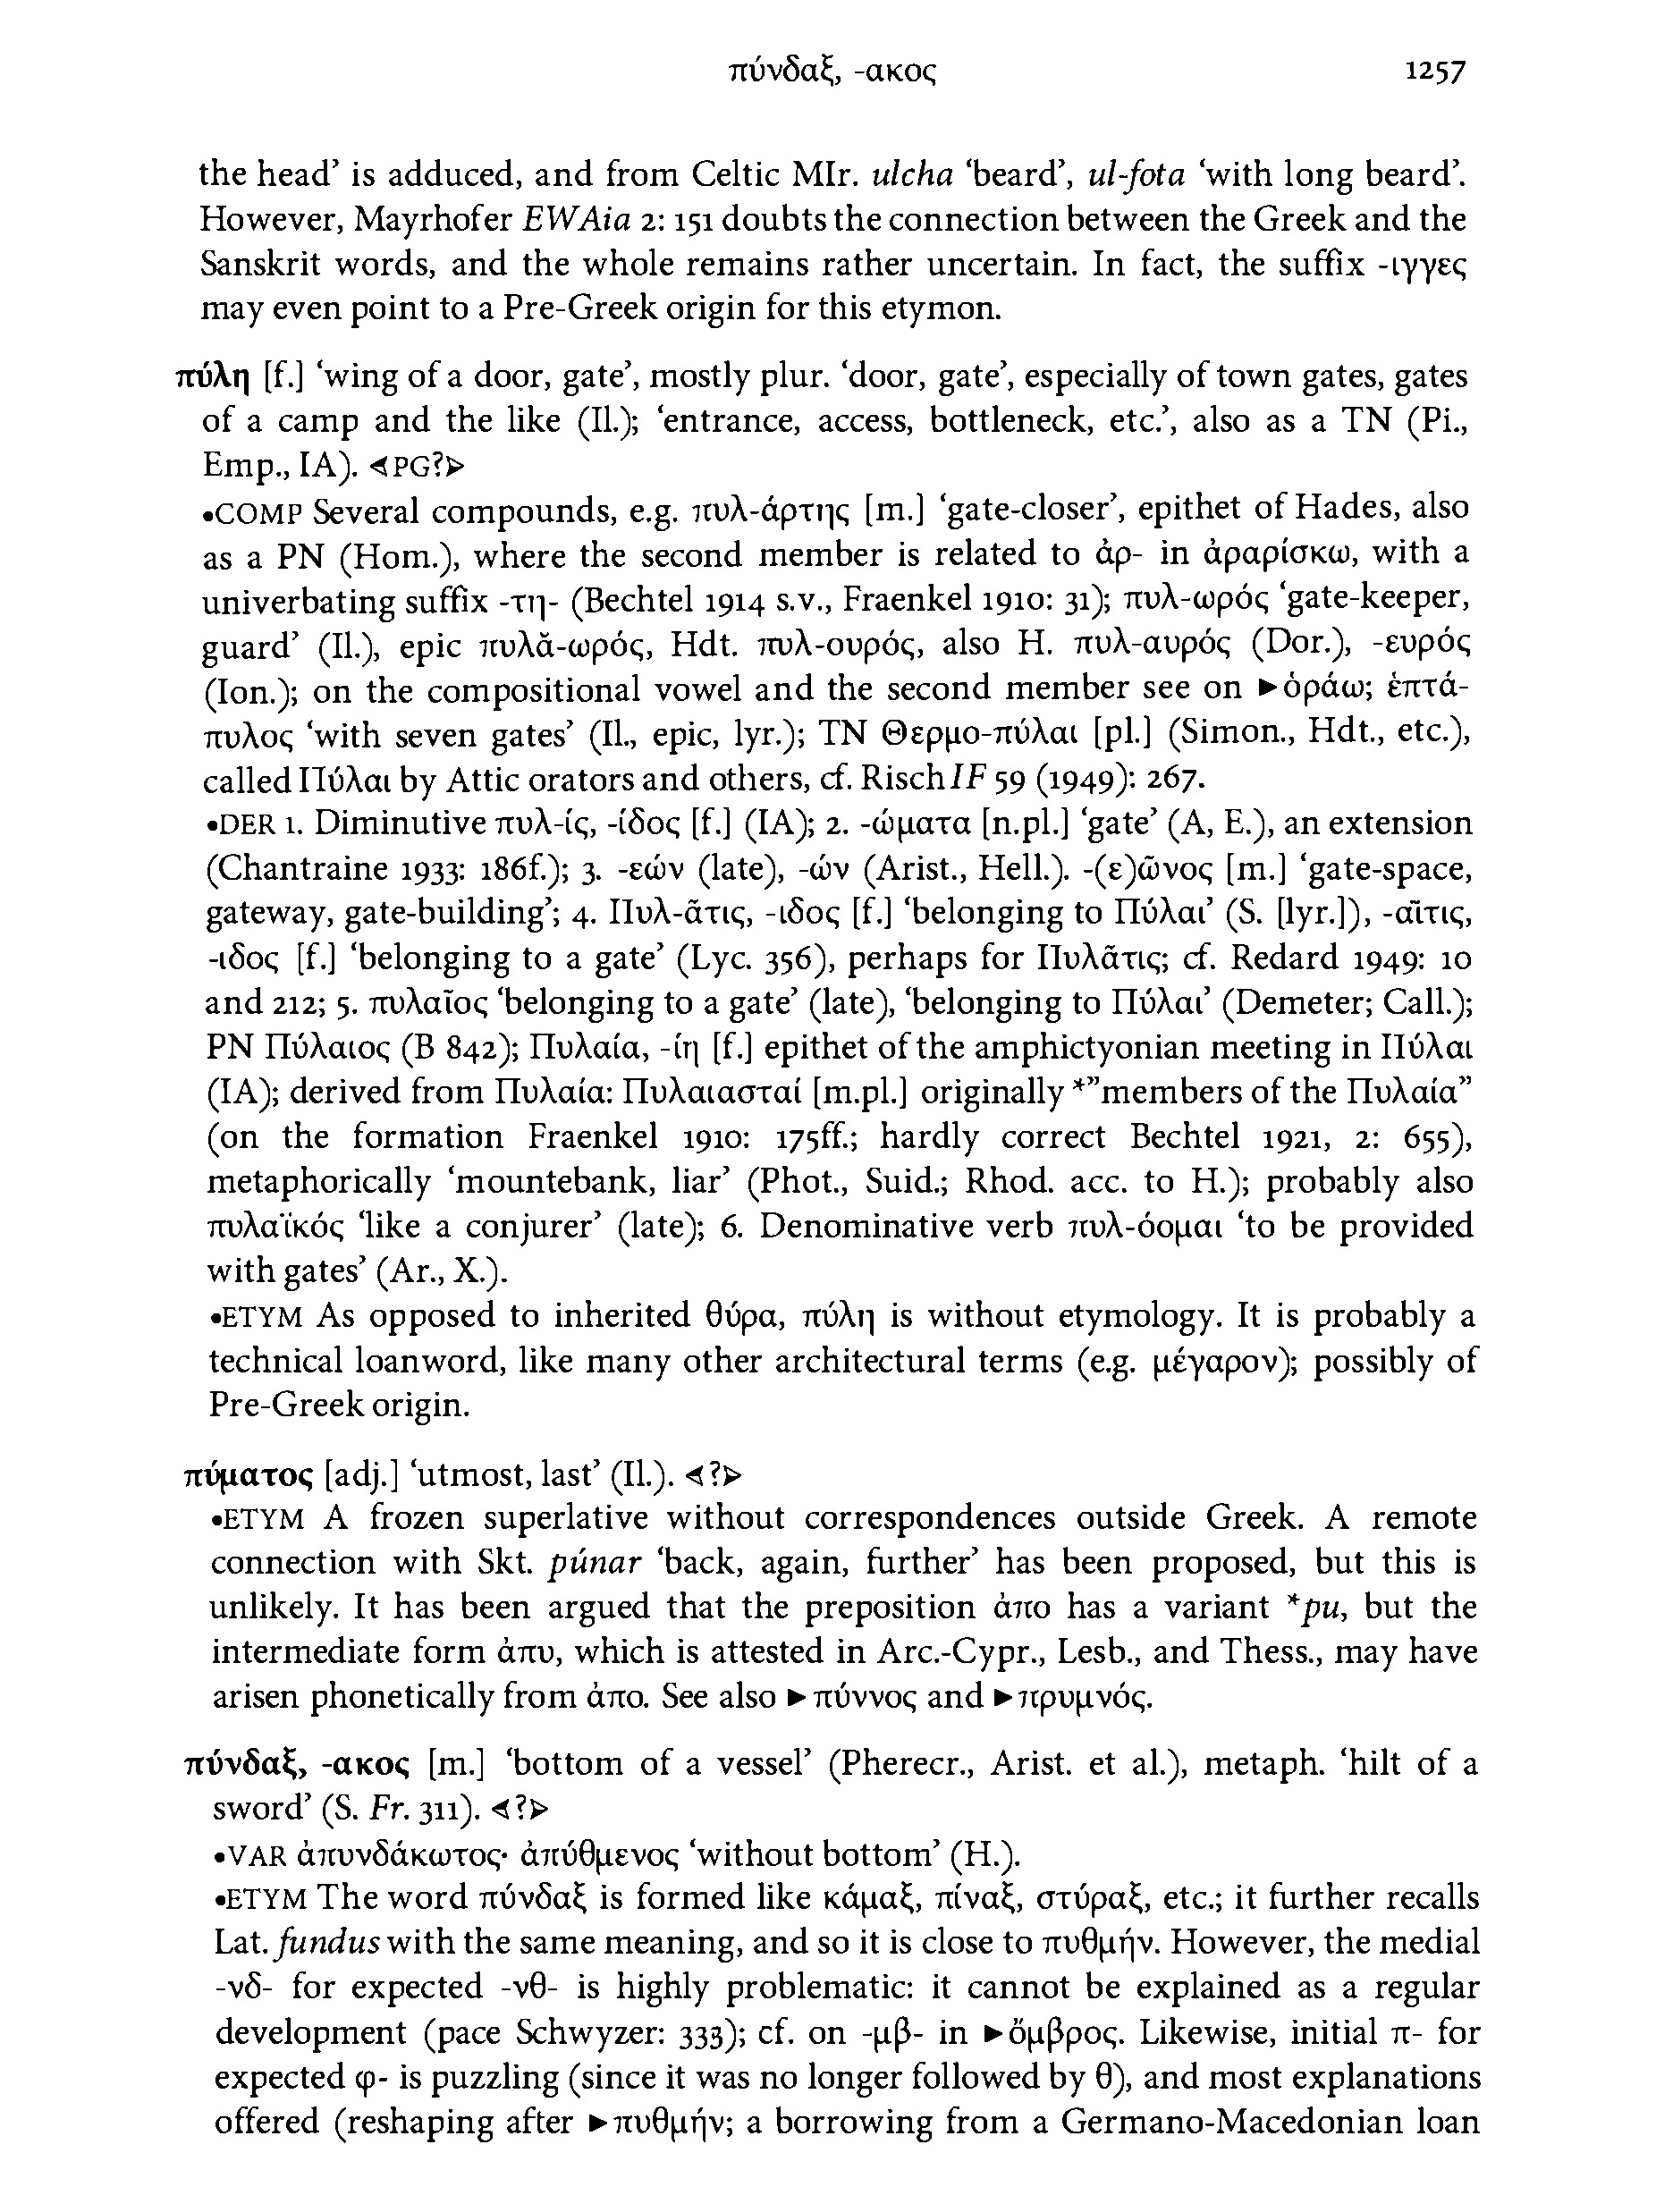 πύνδαξ, -ακος 1257
the head’ is adduced, and from Celtic MIr. ulcha ‘beard’, ul-fota ‘with long beard’.
However, Mayrhofer EWAia 2: 151 doubts the connection between the Greek and the
Sanskrit words, and the whole remains rather uncertain. In fact, the suffix -ιγγες
may even point to a Pre-Greek origin for this etymon.
πύλη [f.] ‘wing of a door, gate’, mostly plur. ‘door, gate’, especially of town gates, gates
of a camp and the like (Il.); ‘entrance, access, bottleneck, etc.’, also as a TN (Pi.,
Emp., IA). ⊲PG?⊳
•COMP Several compounds, e.g. πυλ-άρτης [m.] ‘gate-closer’, epithet of Hades, also
as a PN (Hom.), where the second member is related to ἀρ- in ἀραρίσκω, with a
univerbating suffix -τη- (Bechtel 1914 s.v., Fraenkel 1910: 31); πυλ-ωρός ‘gate-keeper,
guard’ (Il.), epic πυλᾰ-ωρός, Hdt. πυλ-ουρός, also H. πυλ-αυρός (Dor.), -ευρός
(Ion.); on the compositional vowel and the second member see on ►ὁράω; ἑπτά-
πυλος ‘with seven gates’ (Il., epic, lyr.); TN Θερμο-πύλαι [pl.] (Simon., Hdt., etc.),
called Πύλαι by Attic orators and others, cf. Risch IF 59 (1949): 267.
•DER 1. Diminutive πυλ-ίς, -ίδος [f.] (IA); 2. -ώματα [n.pl.] ‘gate’ (A, E.), an extension
(Chantraine 1933: 186f.); 3. -εών (late), -ών (Arist., Hell.). -(ε)ῶνος [m.] ‘gate-space,
gateway, gate-building’; 4. Πυλ-ᾶτις, -ιδος [f.] ‘belonging to Πύλαι’ (S. [lyr.]), -αῖτις,
-ιδος [f.] ‘belonging to a gate’ (Lyc. 356), perhaps for Πυλᾶτις; cf. Redard 1949: 10
and 212; 5. πυλαῖος ‘belonging to a gate’ (late), ‘belonging to Πύλαι’ (Demeter; Call.);
PN Πύλαιος (B 842); Πυλαία, -ίη [f.] epithet of the amphictyonian meeting in Πύλαι
(IA); derived from Πυλαία: Πυλαιασταί [m.pl.] originally *”members of the Πυλαία”
(on the formation Fraenkel 1910: 175ff.; hardly correct Bechtel 1921, 2: 655),
metaphorically ‘mountebank, liar’ (Phot., Suid.; Rhod. acc. to H.); probably also
πυλαϊκός ‘like a conjurer’ (late); 6. Denominative verb πυλ-όομαι ‘to be provided
with gates’ (Ar., X.).
•ETYM As opposed to inherited θύρα, πύλη is without etymology. It is probably a
technical loanword, like many other architectural terms (e.g. μέγαρον); possibly of
Pre-Greek origin.
πύματος [adj.] ‘utmost, last’ (Il.). ⊲?⊳
•ETYM A frozen superlative without correspondences outside Greek. A remote
connection with Skt. púnar ‘back, again, further’ has been proposed, but this is
unlikely. It has been argued that the preposition ἀπο has a variant *pu, but the
intermediate form ἀπυ, which is attested in Arc.-Cypr., Lesb., and Thess., may have
arisen phonetically from ἀπο. See also ►πύννος and ►πρυμνός.
πύνδαξ, -ακος [m.] ‘bottom of a vessel’ (Pherecr., Arist. et al.), metaph. ‘hilt of a
sword’ (S. Fr. 311). ⊲?⊳
•VAR ἀπυνδάκωτος· ἀπύθμενος ‘without bottom’ (H.).
•ETYM The word πύνδαξ is formed like κάμαξ, πίναξ, στύραξ, etc.; it further recalls
Lat. fundus with the same meaning, and so it is close to πυθμήν. However, the medial
-νδ- for expected -νθ- is highly problematic: it cannot be explained as a regular
development (pace Schwyzer: 333); cf. on -μβ- in ►ὄμβρος. Likewise, initial π- for
expected φ- is puzzling (since it was no longer followed by θ), and most explanations
offered (reshaping after ►πυθμήν; a borrowing from a Germano-Macedonian loan